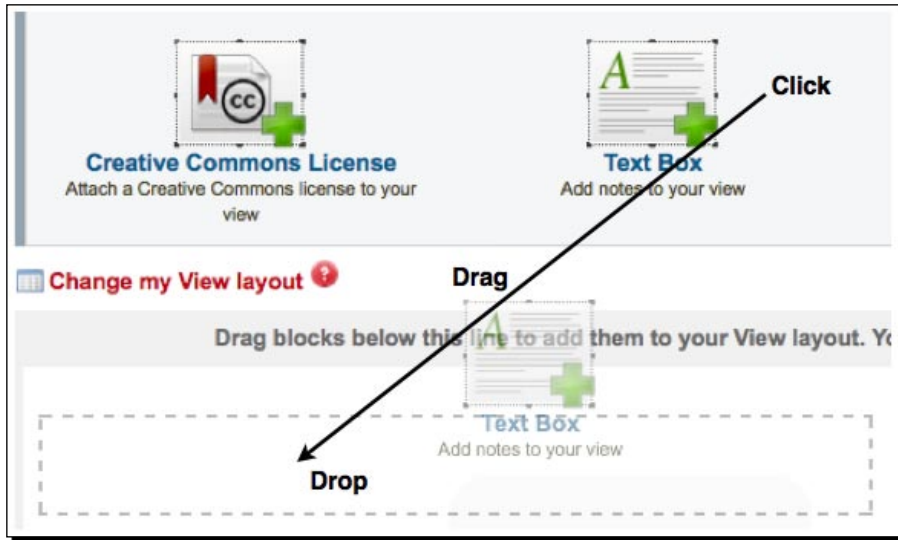 cc
A
Click
Creative Commons License
Attach a Creative Commons license to your
view
Text Box
Add notes to your view
Change my View layout ?
Drag
Drag blocks below this line to add them to your View layout.
A
Text Box
Add notes to your view
Drop